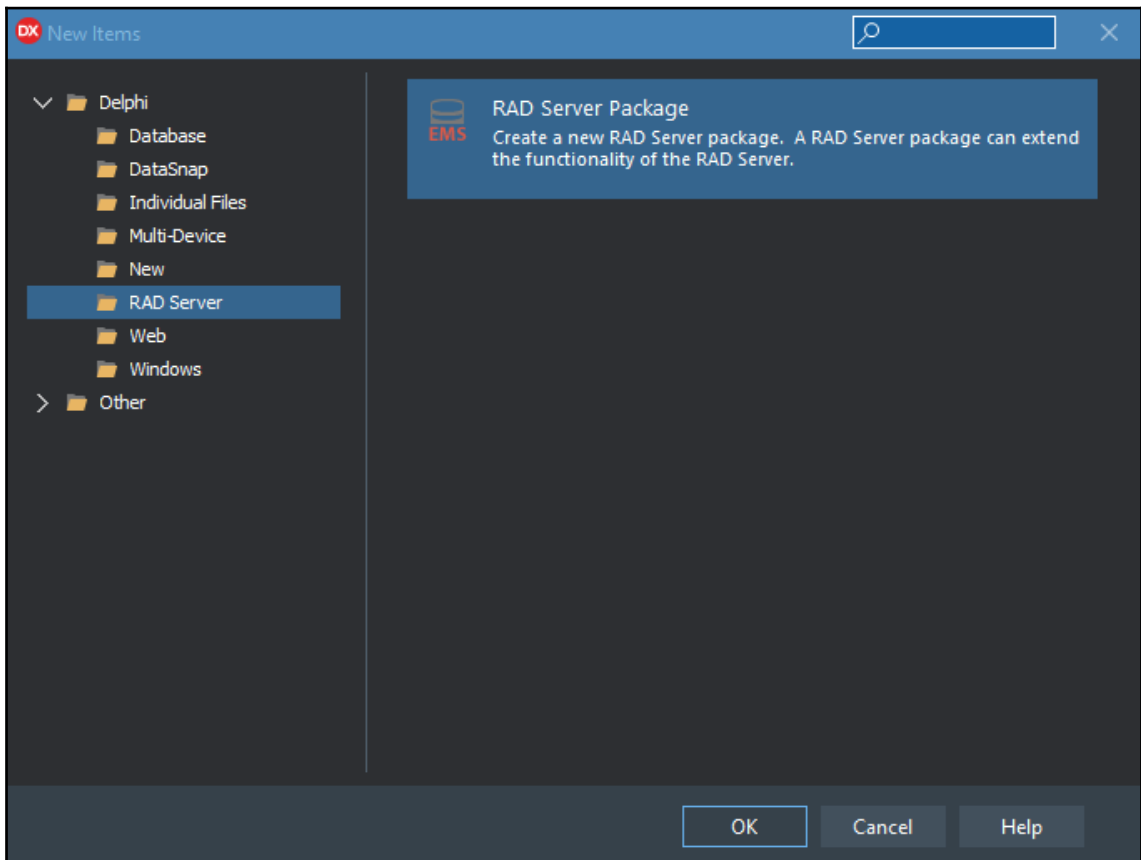 DX New Items
Delphi
Database
DataSnap
Individual Files
Multi-Device
New
RAD Server
Web
Windows
Other
EMS
RAD Server Package
Create a new RAD Server package.  A RAD Server package can extend
the functionality of the RAD Server.
OK Cancel Help